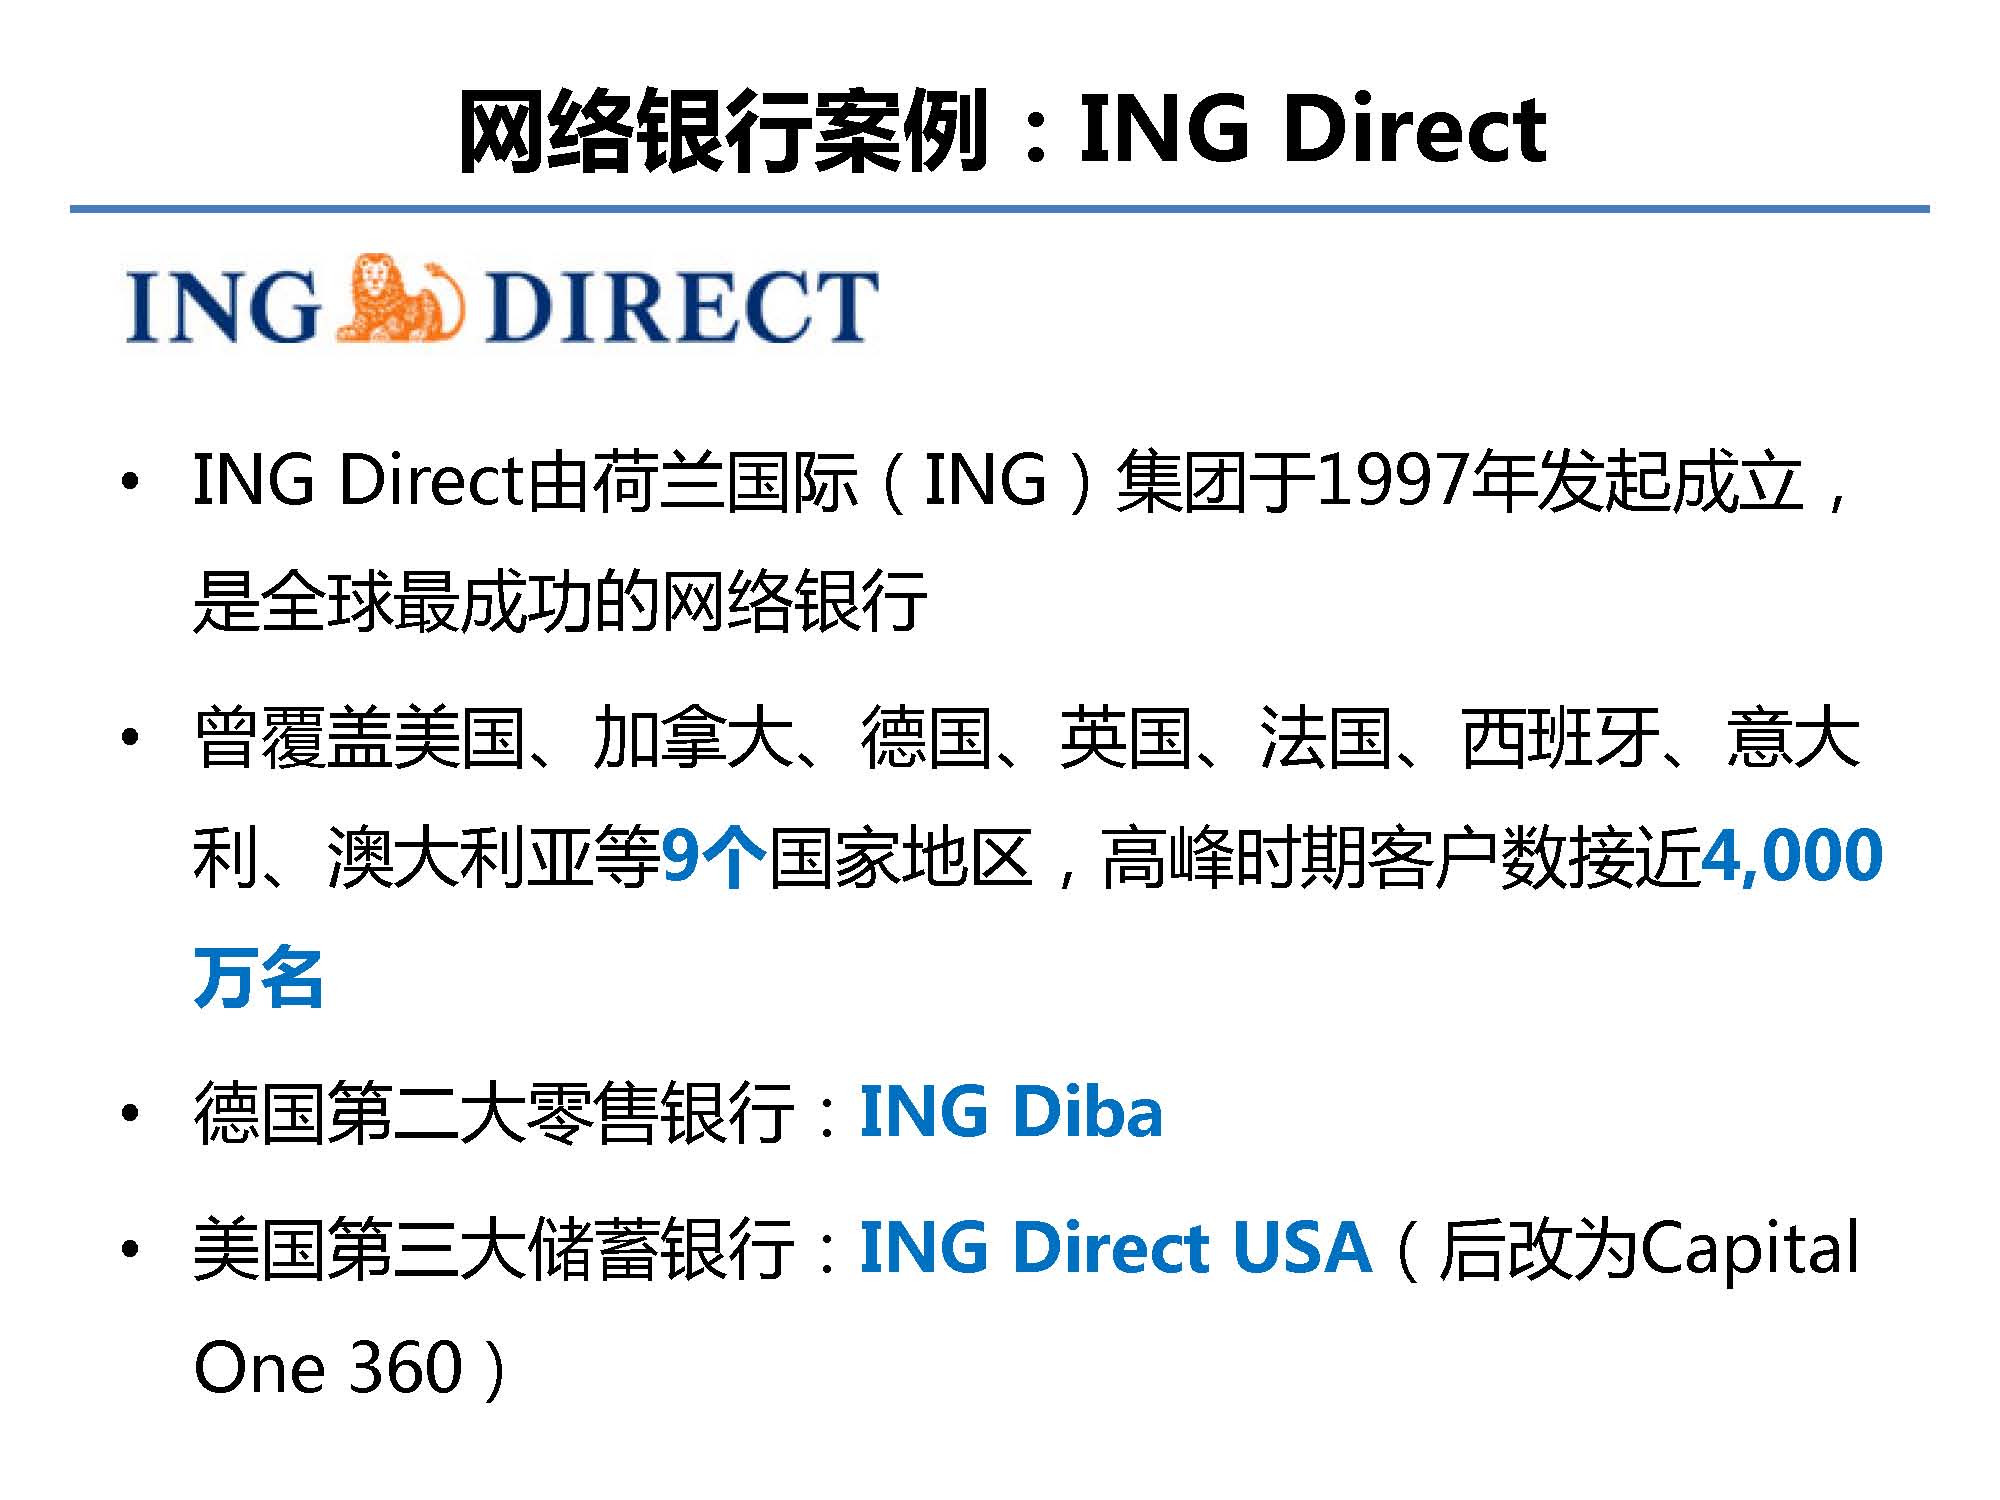 网络银行案例：ING Direct
ING DIRECT
• ING Direct由荷兰国际（ING）集团于1997年发起成立，
是全球最成功的网络银行
• 曾覆盖美国、加拿大、德国、英国、法国、西班牙、意大
利、澳大利亚等9个国家地区，高峰时期客户数接近4,000
万名
• 德国第二大零售银行：ING Diba
• 美国第三大储蓄银行：ING Direct USA（后改为Capital
One 360）